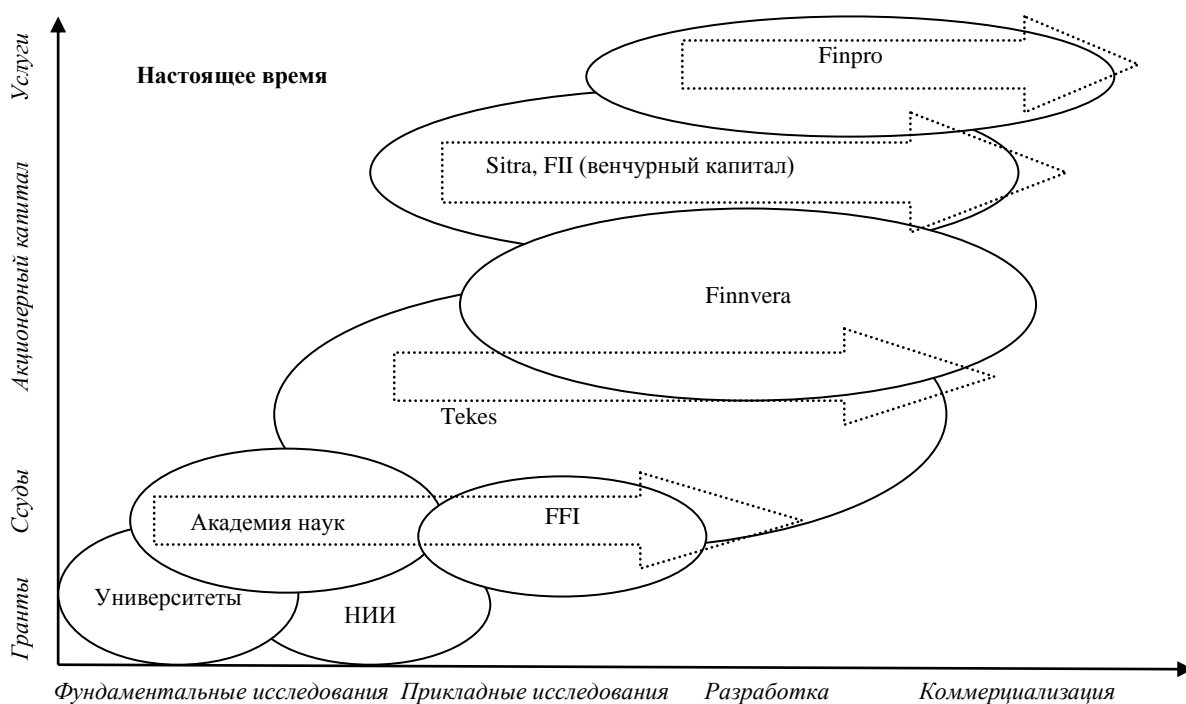 Услуги
Акционерный капитал
Ссуды
Гранты
Настоящее время
Finpro
Sitra, FII (венчурный капитал)
Finnvera
Tekes
Академия наук
FFI
Университеты
НИИ
Фундаментальные исследования
Прикладные исследования
Разработка
Коммерциализация